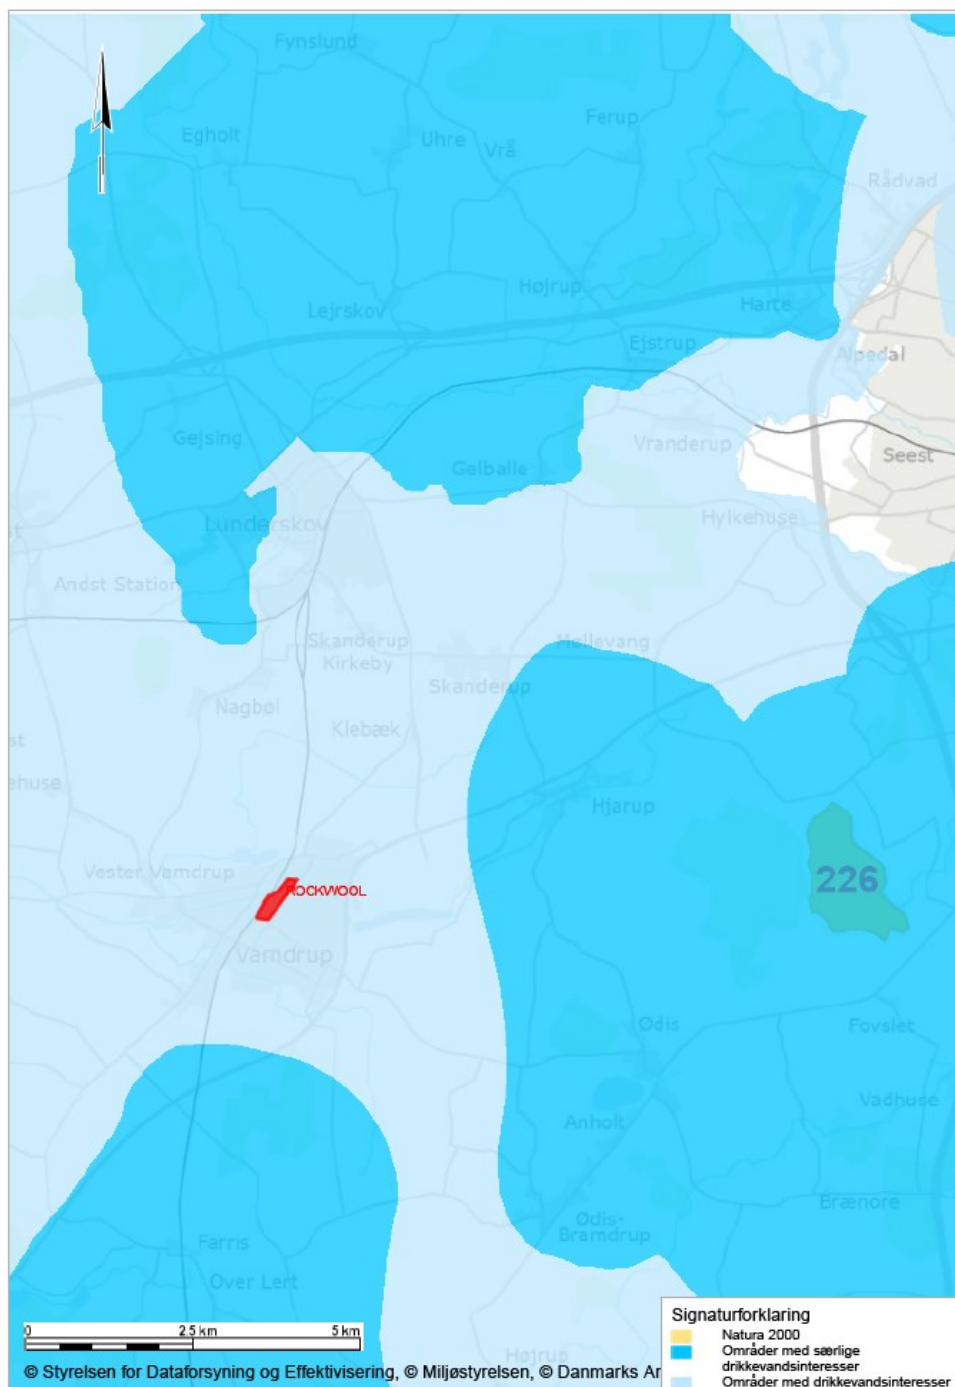 Fynslund
Ferup
Egholt
Uhre
Vrå
Rådvad
Højrup
Lejrskov
Harte
Ejstrup
Alpedal
Gejsing
Vranderup
Seest
Gelballe
Lunderskov
Hylkehuse
st
Andst Station
Skanderup
Kirkeby
Møllevang
Skanderup
Nagbøl
Klebæk
st
ehuse
Hjarup
Vester Vamdrup
226
ROCKWOOL
Vamdrup
Ødis
Fovslet
Anholt
Vadhuse
Brænore
Ødis-
Bramdrup
Farris
Over Lert
0 2.5 km 5 km
Højrup
© Styrelsen for Dataforsyning og Effektivisering, © Miljøstyrelsen, © Danmarks Ar
Signaturforklaring
Natura 2000
Områder med særlige
drikkevandsinteresser
Områder med drikkevandsinteresser